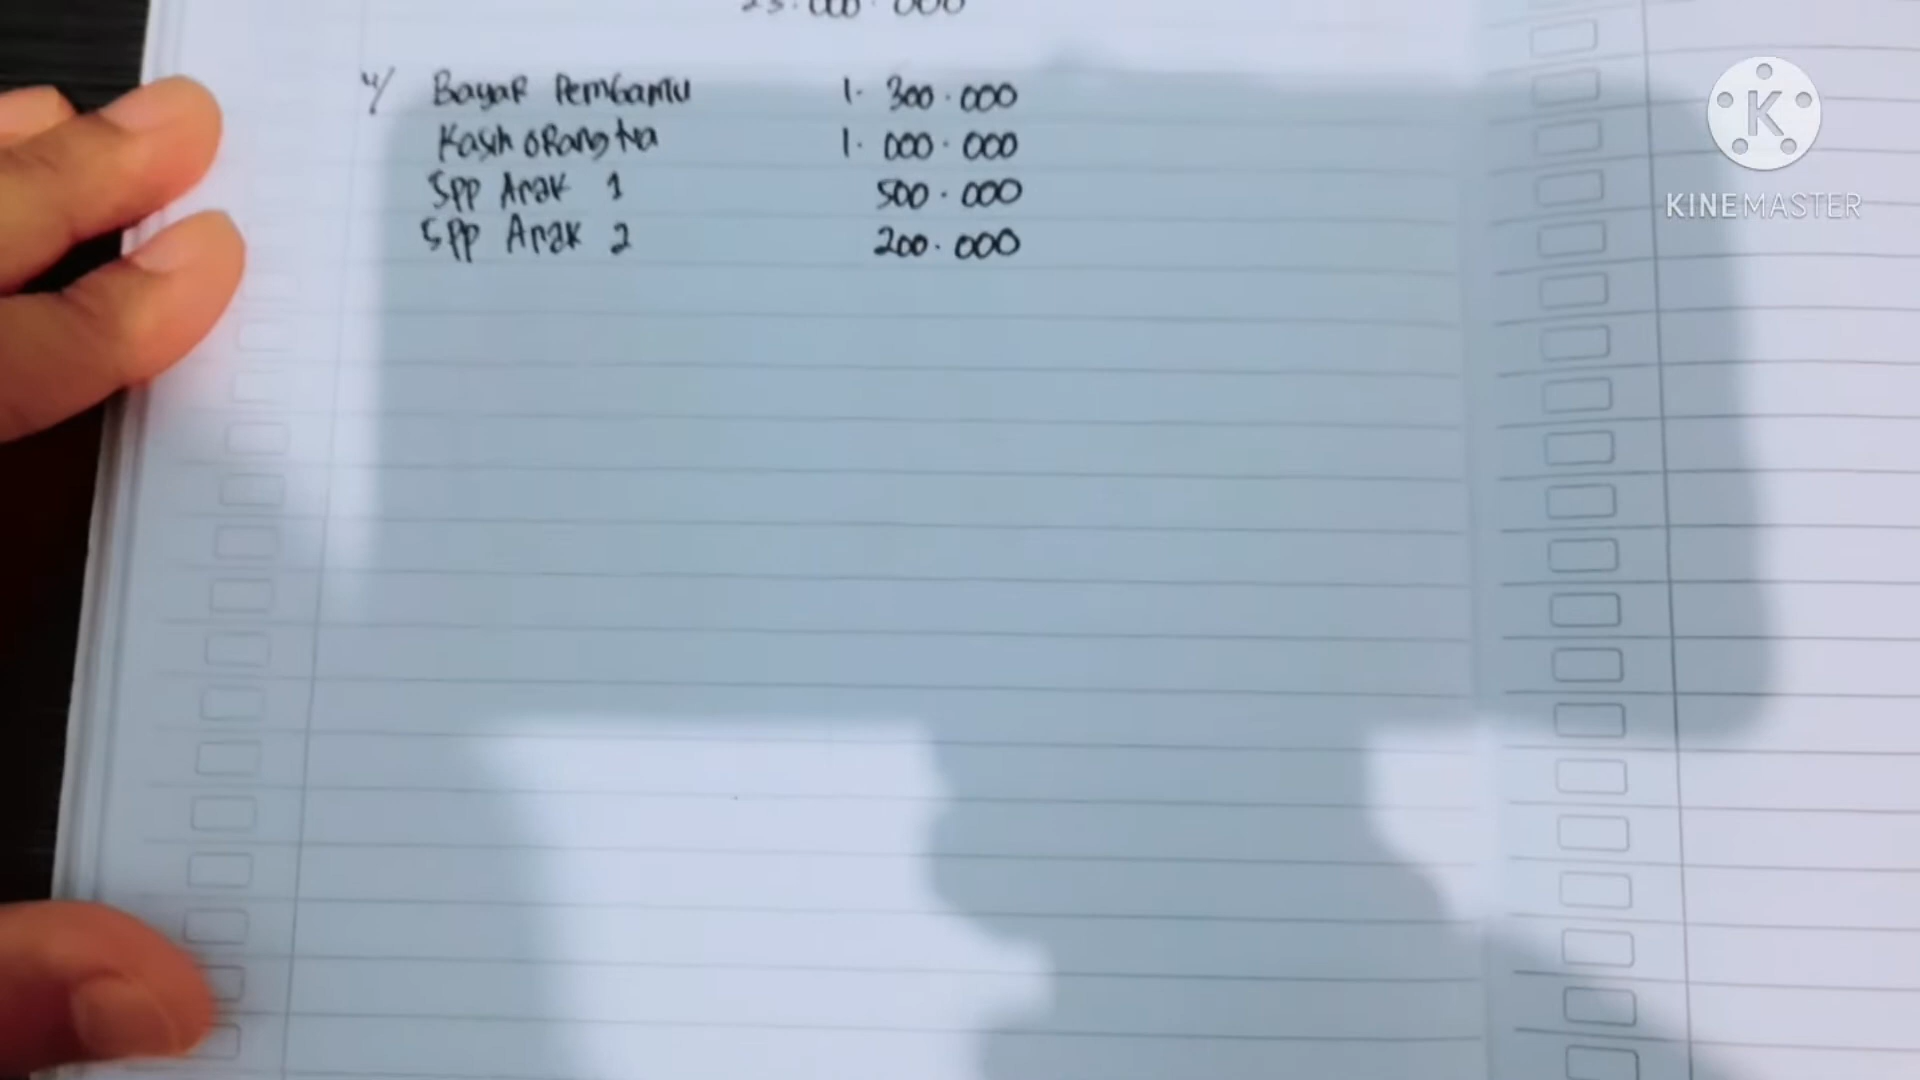 4/ Bayar Pembantu 1.300.000
Kasih orang tua 1.000.000
Spp Anak 1 500.000
Spp Anak 2 200.000
K
KINEMASTER